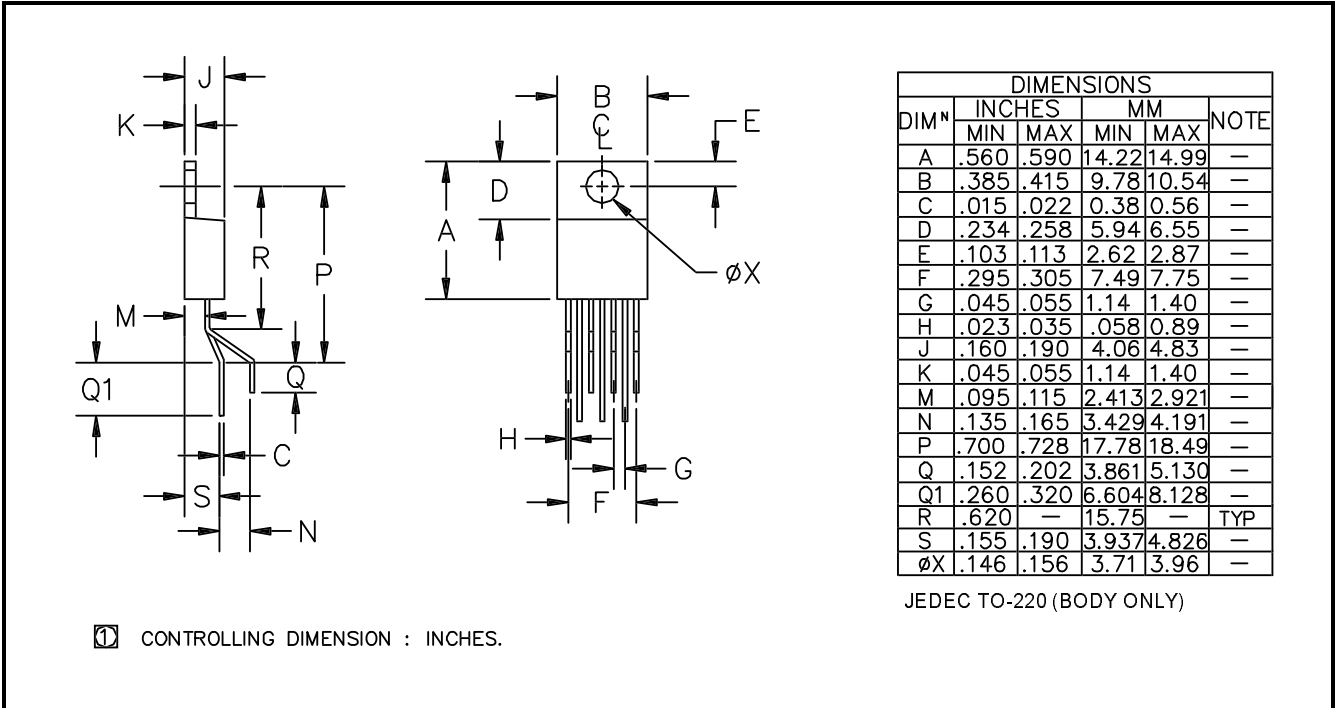 J
K
R
P
M
Q1
Q
C
S
N
B
C
L
E
D
A
øX
H
G
F
DIMENSIONS
DIMᴺ INCHES MM NOTE
MIN MAX MIN MAX
A .560 .590 14.22 14.99 —
B .385 .415 9.78 10.54 —
C .015 .022 0.38 0.56 —
D .234 .258 5.94 6.55 —
E .103 .113 2.62 2.87 —
F .295 .305 7.49 7.75 —
G .045 .055 1.14 1.40 —
H .023 .035 .058 0.89 —
J .160 .190 4.06 4.83 —
K .045 .055 1.14 1.40 —
M .095 .115 2.413 2.921 —
N .135 .165 3.429 4.191 —
P .700 .728 17.78 18.49 —
Q .152 .202 3.861 5.130 —
Q1 .260 .320 6.604 8.128 —
R .620 — 15.75 — TYP
S .155 .190 3.937 4.826 —
øX .146 .156 3.71 3.96 —
JEDEC TO-220 (BODY ONLY)
1 CONTROLLING DIMENSION : INCHES.